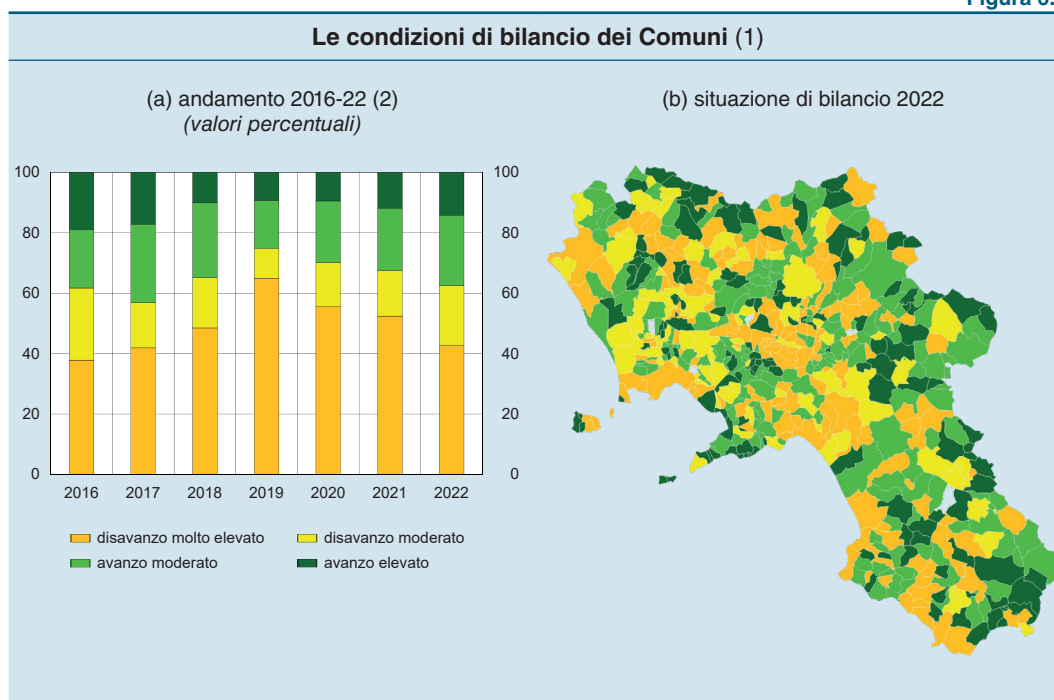 Le condizioni di bilancio dei Comuni (1)
(a) andamento 2016-22 (2)
(valori percentuali)
(b) situazione di bilancio 2022
100
100
80
80
60
60
40
40
20
20
0
0
2016
2017
2018
2019
2020
2021
2022
disavanzo molto elevato
disavanzo moderato
avanzo moderato
avanzo elevato